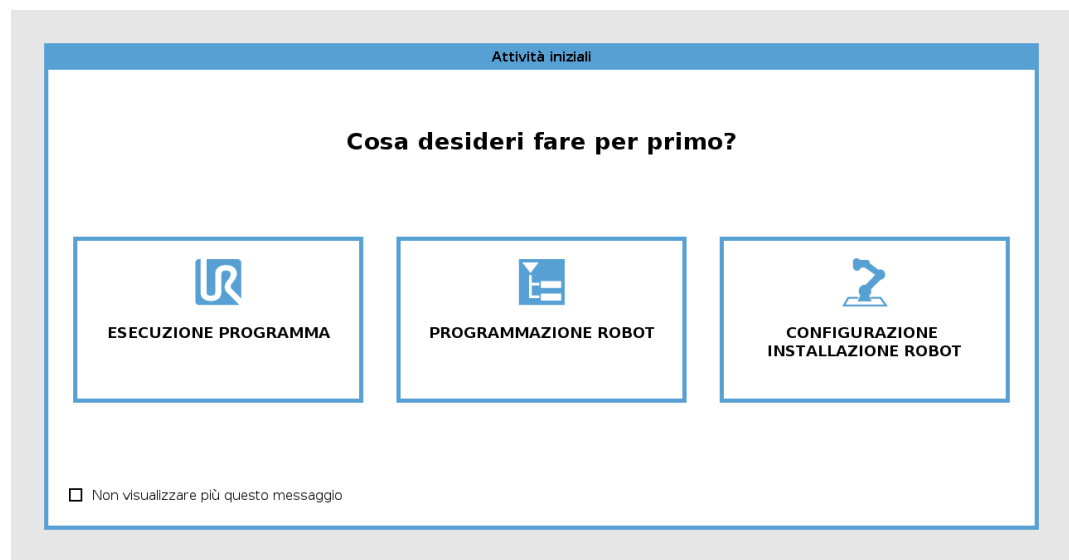 Attività iniziali
Cosa desideri fare per primo?
UR
ESECUZIONE PROGRAMMA
PROGRAMMAZIONE ROBOT
CONFIGURAZIONE
INSTALLAZIONE ROBOT
Non visualizzare più questo messaggio